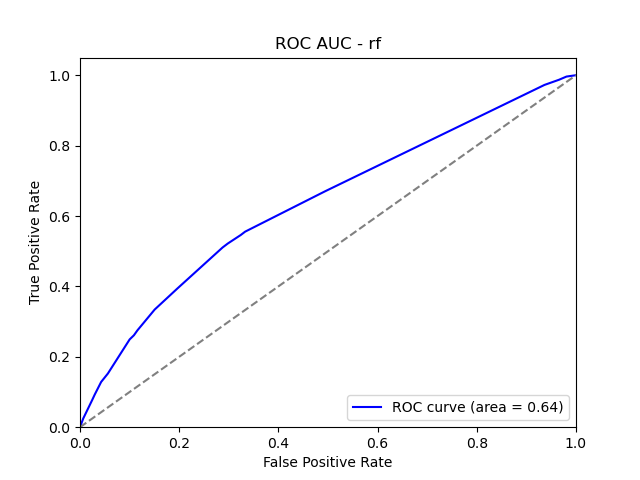 ROC AUC - rf
1.0
0.8
0.6
0.4
0.2
0.0
True Positive Rate
ROC curve (area = 0.64)
0.0 0.2 0.4 0.6 0.8 1.0
False Positive Rate